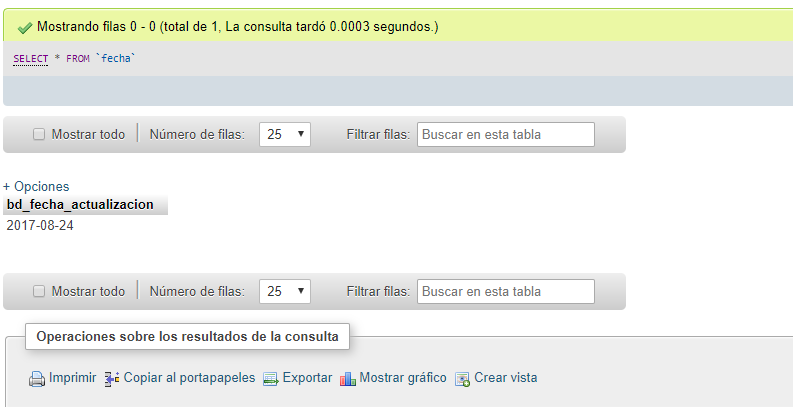 Mostrando filas 0 - 0 (total de 1, La consulta tardó 0.0003 segundos.)
SELECT * FROM `fecha`
Mostrar todo Número de filas: 25 Filtrar filas: Buscar en esta tabla
+ Opciones
bd_fecha_actualizacion
2017-08-24
Mostrar todo Número de filas: 25 Filtrar filas: Buscar en esta tabla
Operaciones sobre los resultados de la consulta
Imprimir Copiar al portapapeles Exportar Mostrar gráfico Crear vista